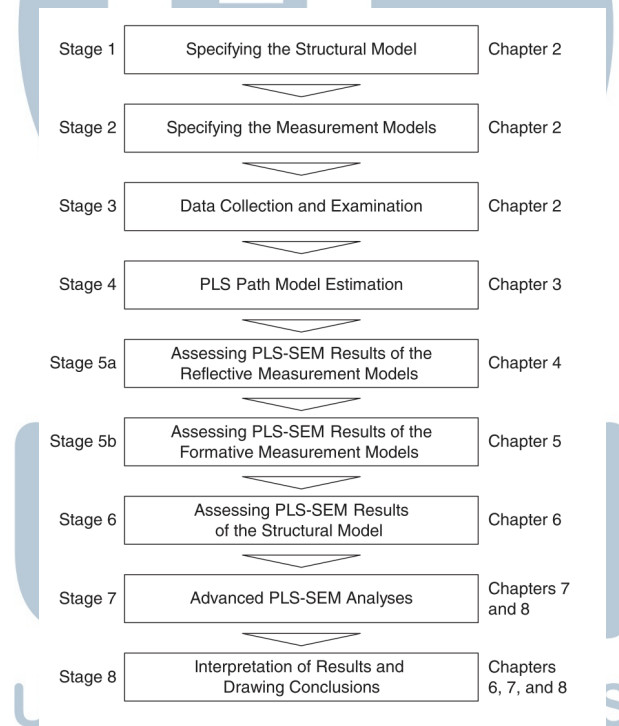 Stage 1 Specifying the Structural Model Chapter 2
Stage 2 Specifying the Measurement Models Chapter 2
Stage 3 Data Collection and Examination Chapter 2
Stage 4 PLS Path Model Estimation Chapter 3
Stage 5a Assessing PLS-SEM Results of the Chapter 4
Reflective Measurement Models
Stage 5b Assessing PLS-SEM Results of the Chapter 5
Formative Measurement Models
Stage 6 Assessing PLS-SEM Results Chapter 6
of the Structural Model
Stage 7 Advanced PLS-SEM Analyses Chapters 7
and 8
Stage 8 Interpretation of Results and Chapters
Drawing Conclusions 6, 7, and 8